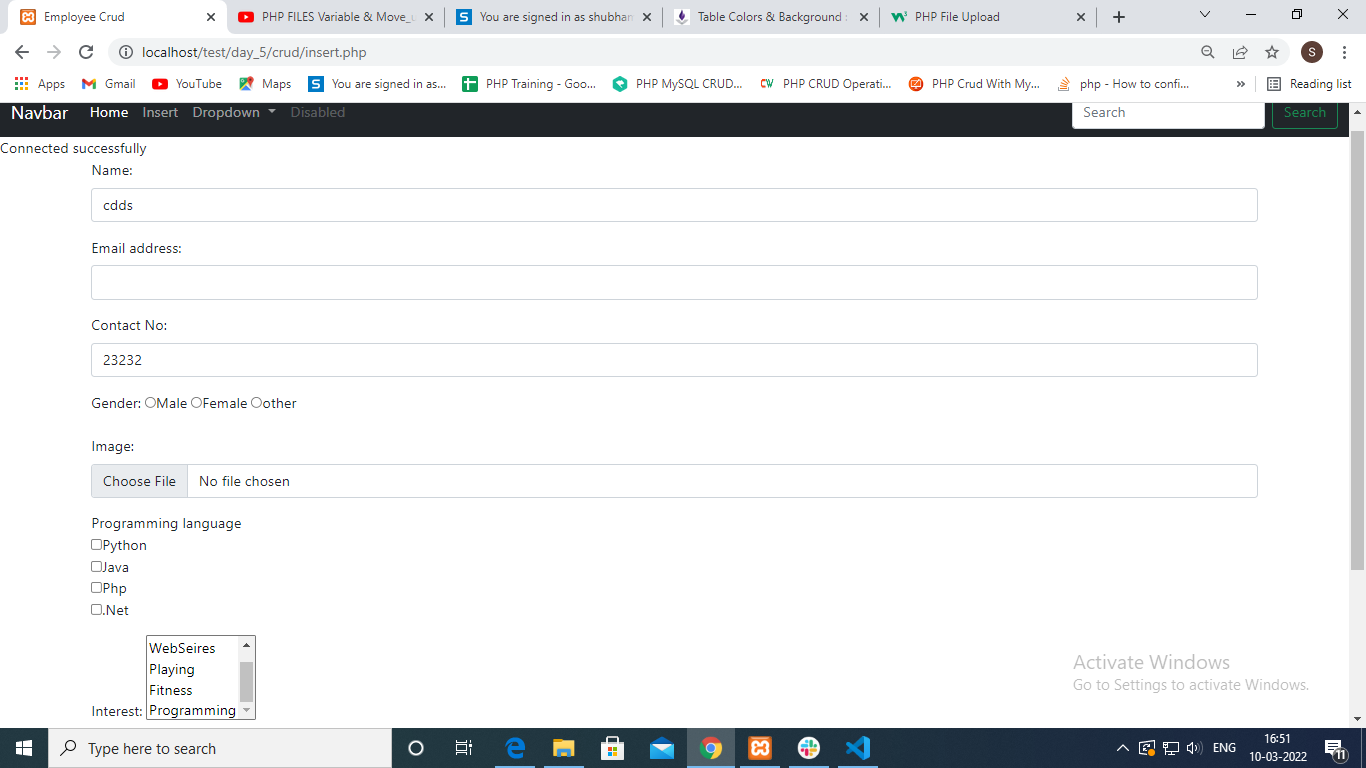 Employee Crud
PHP FILES Variable & Move_u
You are signed in as shubhan
Table Colors & Background
PHP File Upload
localhost/test/day_5/crud/insert.php
S
Apps
Gmail
YouTube
Maps
You are signed in as...
PHP Training - Goo...
PHP MySQL CRUD...
PHP CRUD Operati...
PHP Crud With My...
php - How to confi...
»
Reading list
Navbar
Home
Insert
Dropdown
Disabled
Search
Search
Connected successfully
Name:
cdds
Email address:
Contact No:
23232
Gender: Male Female other
Image:
Choose File No file chosen
Programming language
Python
Java
Php
.Net
WebSeires
Playing
Fitness
Programming
Interest:
Activate Windows
Go to Settings to activate Windows.
Type here to search
ENG
16:51
10-03-2022
11